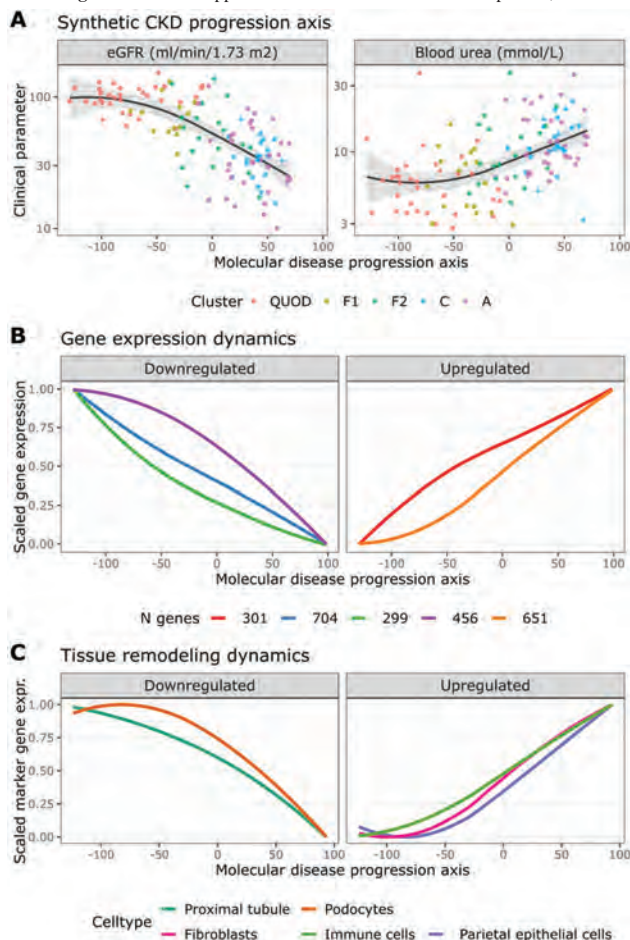 A Synthetic CKD progression axis
eGFR (ml/min/1.73 m2) Blood urea (mmol/L)
Clinical parameter
100
30
10
30
10
3
-100 -50 0 50 100 -100 -50 0 50 100
Molecular disease progression axis
Cluster QUOD F1 F2 C A
B Gene expression dynamics
Downregulated Upregulated
Scaled gene expression
1.00
0.75
0.50
0.25
0.00
-100 -50 0 50 100 -100 -50 0 50 100
Molecular disease progression axis
N genes 301 704 299 456 651
C Tissue remodeling dynamics
Downregulated Upregulated
Scaled marker gene expr.
1.00
0.75
0.50
0.25
0.00
-100 -50 0 50 100 -100 -50 0 50 100
Molecular disease progression axis
Celltype Proximal tubule Podocytes
Fibroblasts Immune cells Parietal epithelial cells